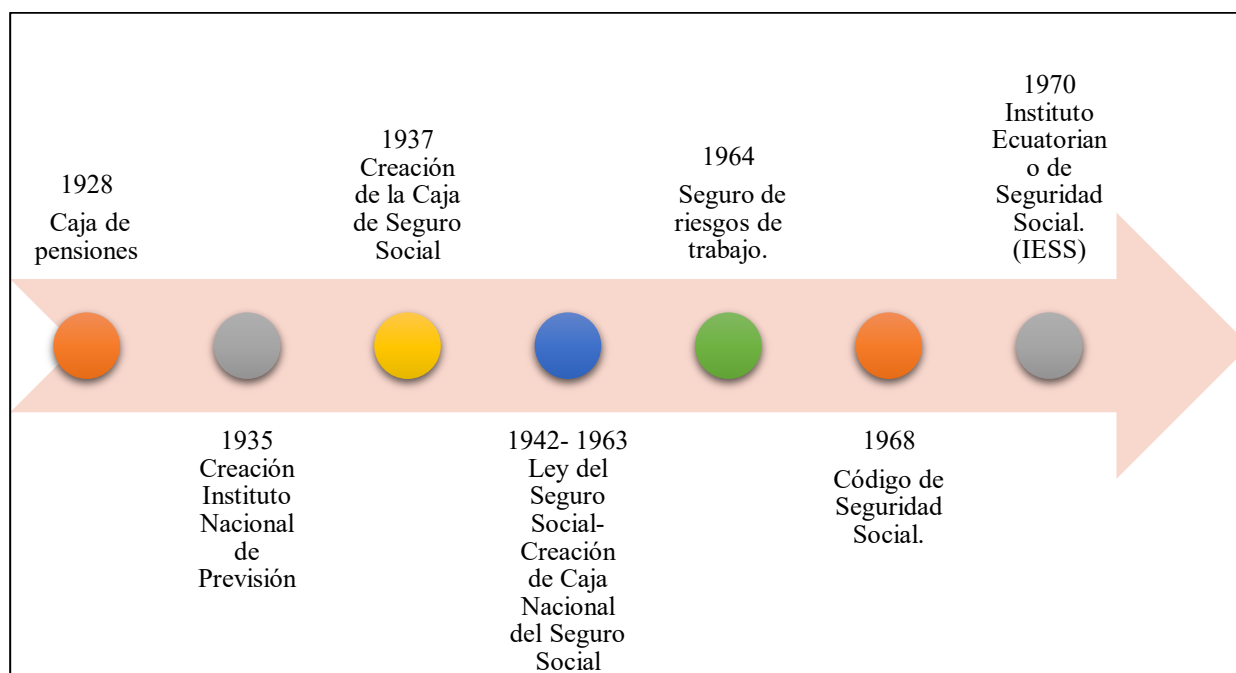 1928
Caja de
pensiones
1935
Creación
Instituto
Nacional
de
Previsión
1937
Creación
de la Caja
de Seguro
Social
1942- 1963
Ley del
Seguro
Social-
Creación
de Caja
Nacional
del Seguro
Social
1964
Seguro de
riesgos de
trabajo.
1968
Código de
Seguridad
Social.
1970
Instituto
Ecuatorian
o de
Seguridad
Social.
(IESS)